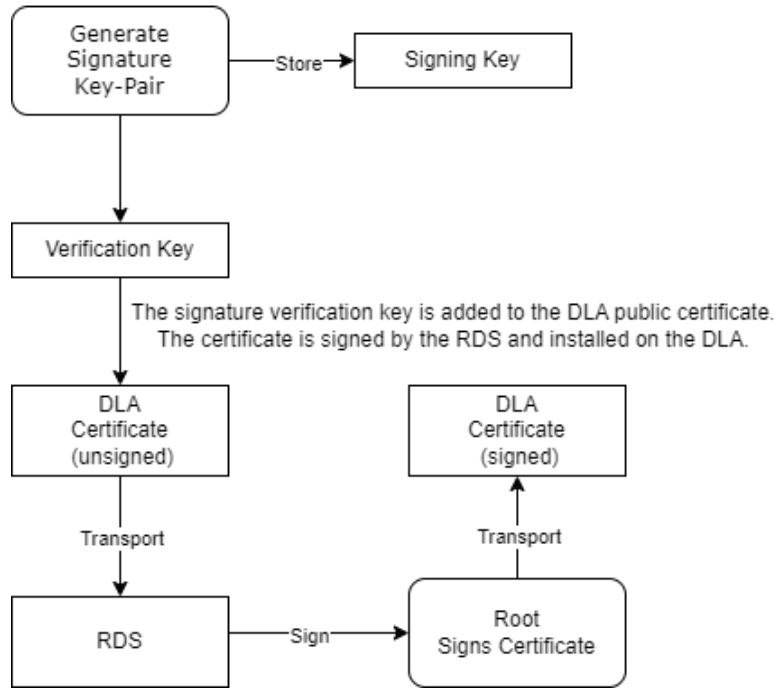 Generate
Signature
Key-Pair
Store
Signing Key
Verification Key
The signature verification key is added to the DLA public certificate.
The certificate is signed by the RDS and installed on the DLA.
DLA
Certificate
(unsigned)
DLA
Certificate
(signed)
Transport
Transport
RDS
Sign
Root
Signs Certificate